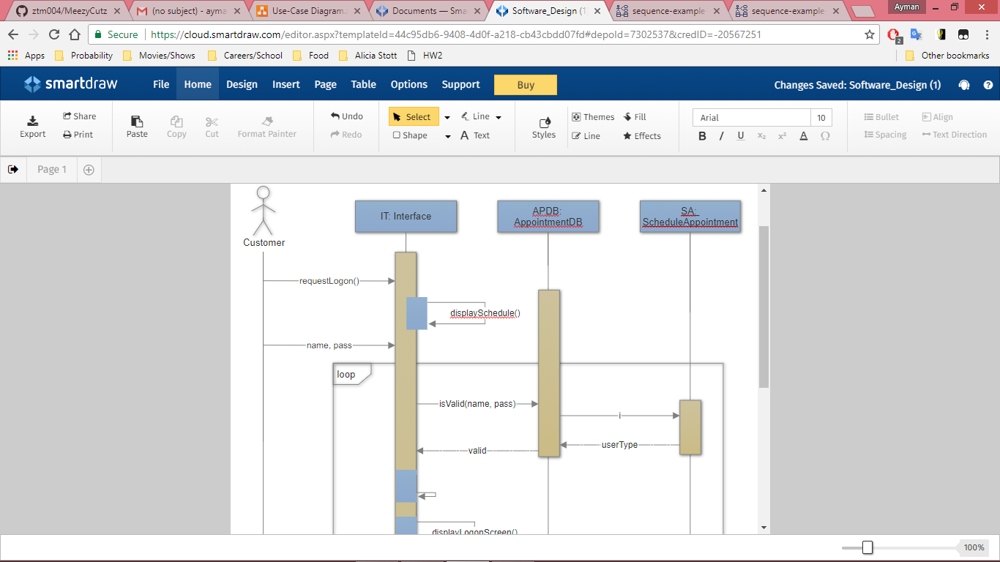 ztm004/MeezyCutz
(no subject) - ayma
Use-Case Diagram.
Documents — Sma
Software_Design (1
sequence-example
sequence-example
Ayman
Secure
https://cloud.smartdraw.com/editor.aspx?templateId=44c95db6-9408-4d0f-a218-cb43cbdd07fd#depoId=7302537&credID=-20567251
2
Apps
Probability
Movies/Shows
Careers/School
Food
Alicia Stott
HW2
Other bookmarks
smartdraw
File
Home
Design
Insert
Page
Table
Options
Support
Buy
Changes Saved: Software_Design (1)
Export
Share
Print
Paste
Copy
Cut
Format Painter
Undo
Redo
Select
Line
Shape
A Text
Styles
Themes
Fill
Line
Effects
Arial
10
B I U x₂ x² A Ω
Bullet
Align
Spacing
Text Direction
Page 1
Customer
IT: Interface
APDB:
AppointmentDB
SA:
ScheduleAppointment
requestLogon()
displaySchedule()
name, pass
loop
isValid(name, pass)
i
userType
valid
displayLogonScreen()
100%